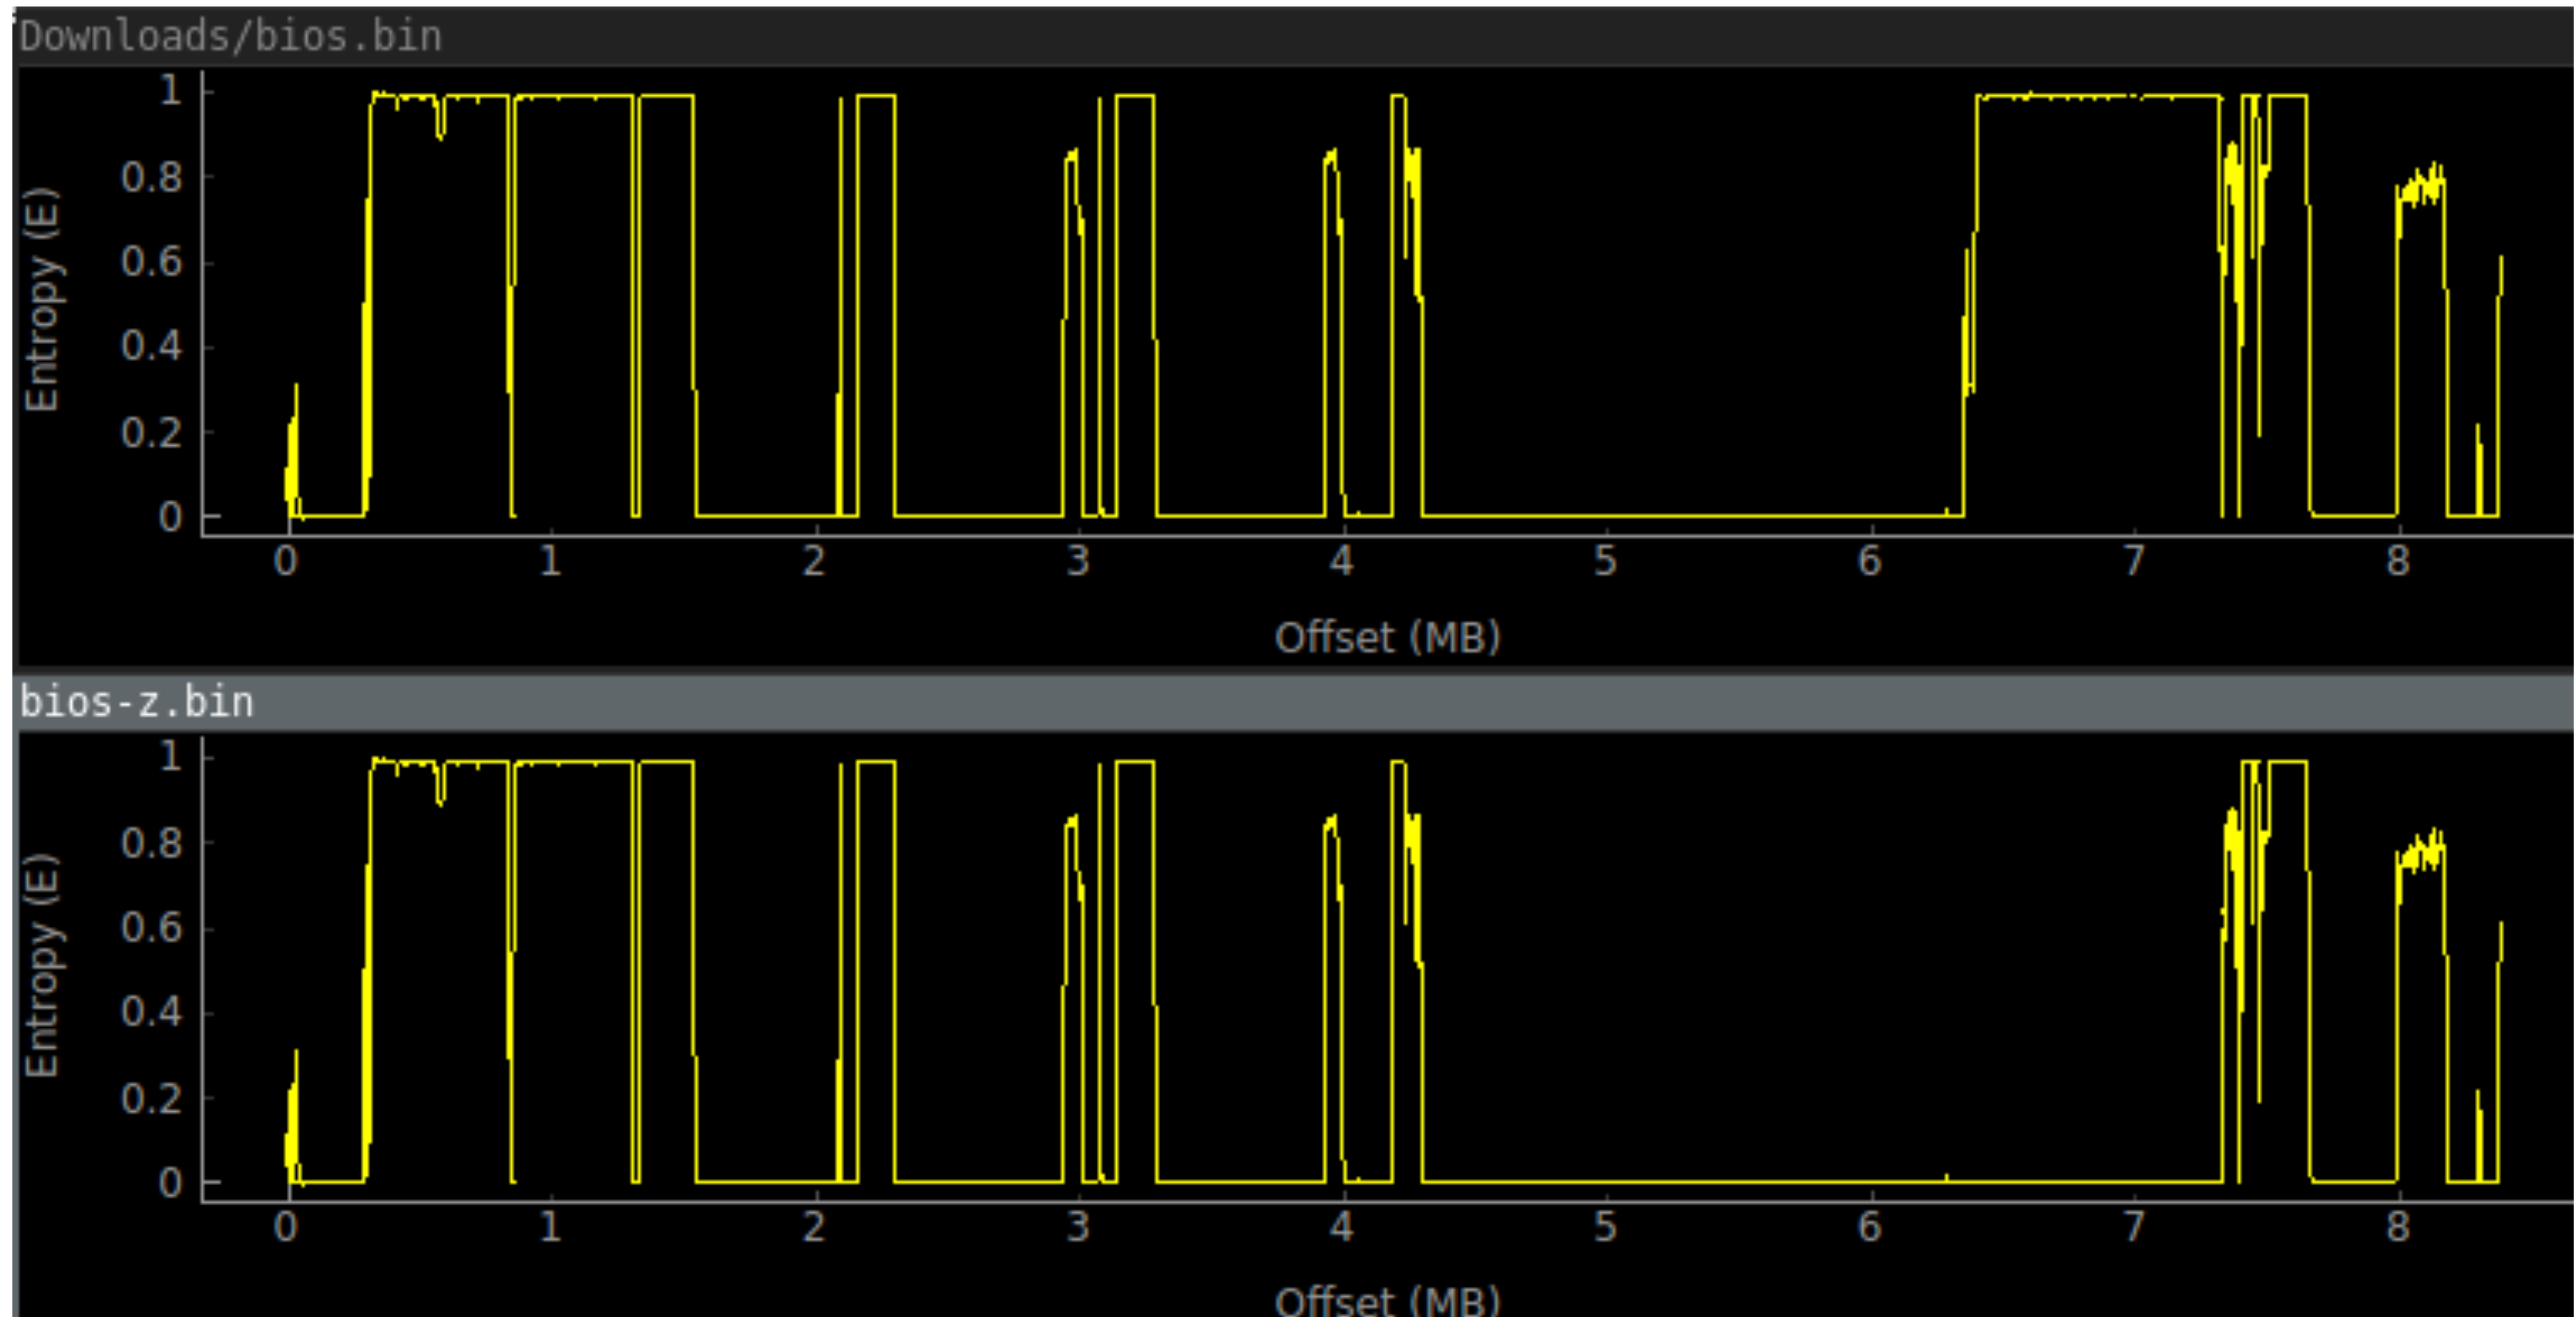 Downloads/bios.bin
Entropy (E)
1
0.8
0.6
0.4
0.2
0
0 1 2 3 4 5 6 7 8
Offset (MB)
bios-z.bin
Entropy (E)
1
0.8
0.6
0.4
0.2
0
0 1 2 3 4 5 6 7 8
Offset (MB)